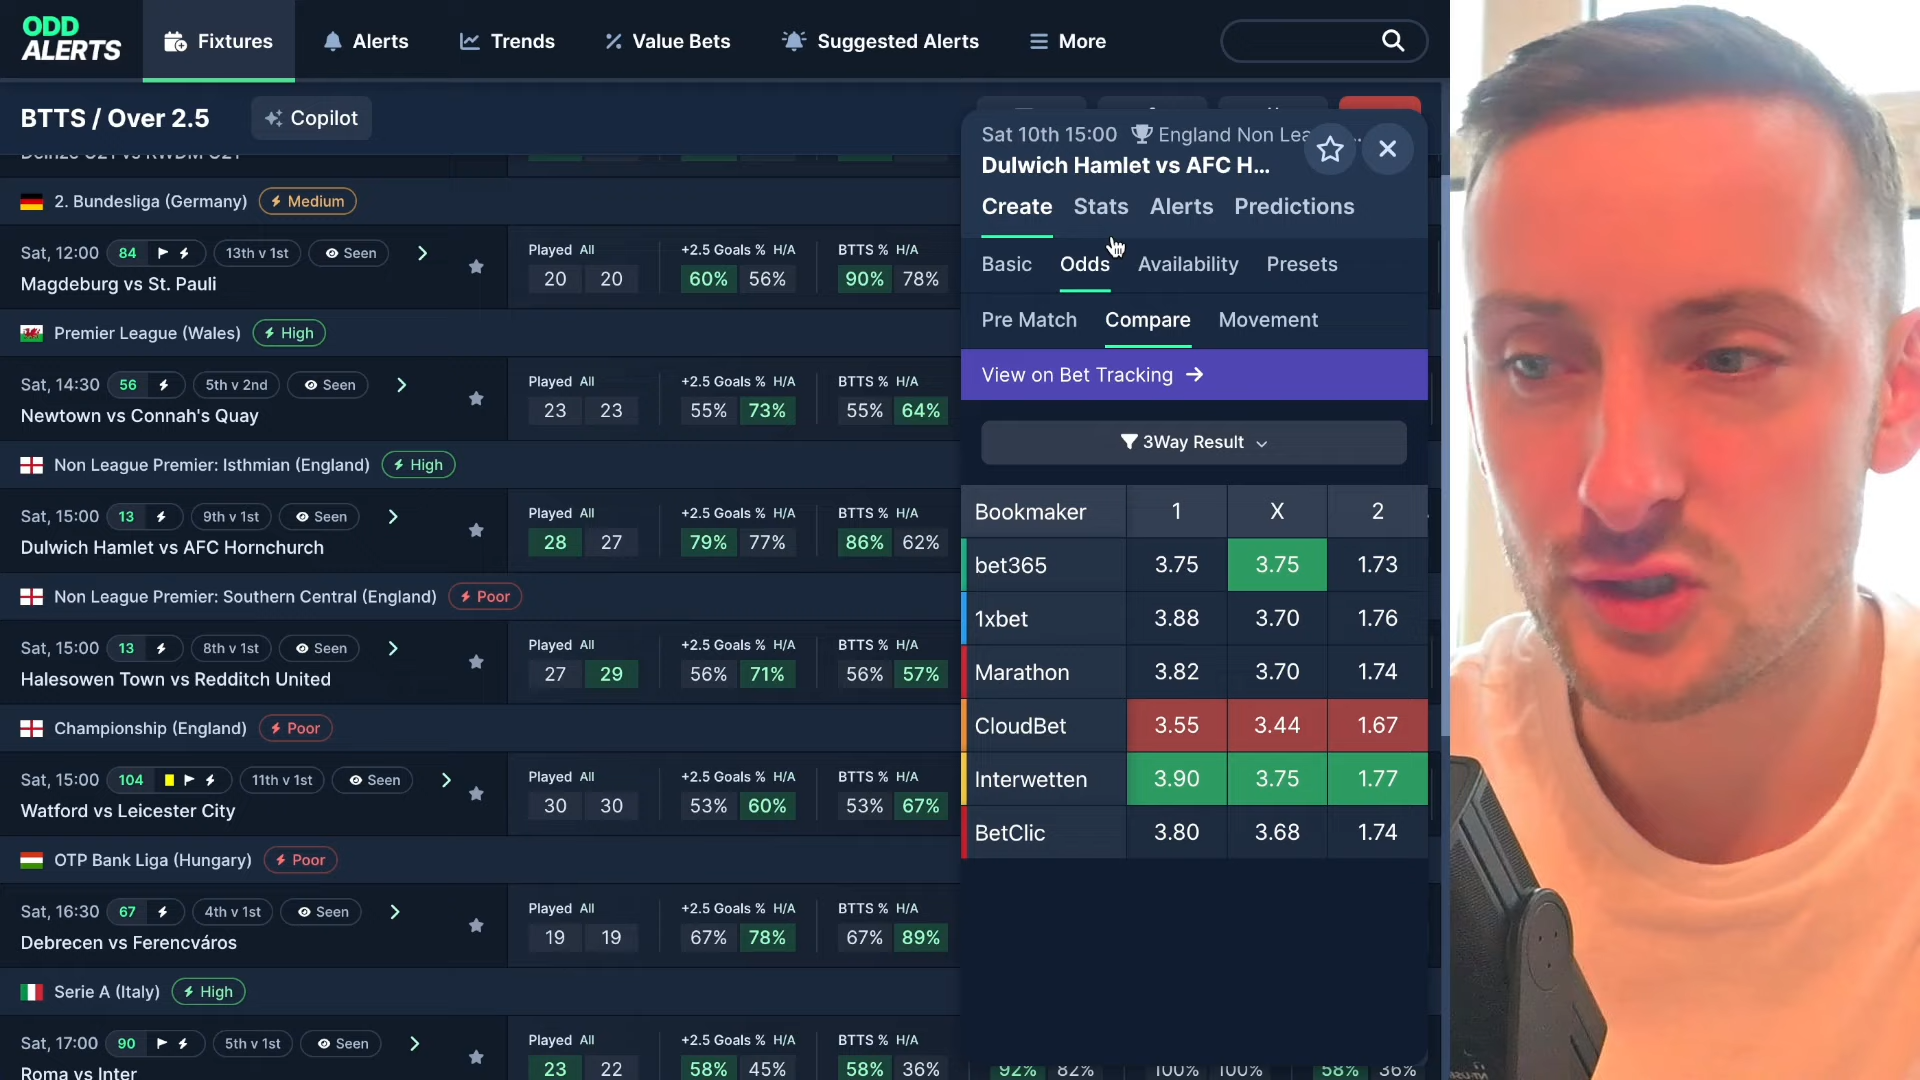 ODD
ALERTS
Fixtures
Alerts
Trends
Value Bets
Suggested Alerts
More
BTTS / Over 2.5
Copilot
2. Bundesliga (Germany) Medium
Sat, 12:00 84 13th v 1st Seen
Magdeburg vs St. Pauli
Played All +2.5 Goals % H/A BTTS % H/A
20 20 60% 56% 90% 78%
Premier League (Wales) High
Sat, 14:30 56 5th v 2nd Seen
Newtown vs Connah's Quay
Played All +2.5 Goals % H/A BTTS % H/A
23 23 55% 73% 55% 64%
Non League Premier: Isthmian (England) High
Sat, 15:00 13 9th v 1st Seen
Dulwich Hamlet vs AFC Hornchurch
Played All +2.5 Goals % H/A BTTS % H/A
28 27 79% 77% 86% 62%
Non League Premier: Southern Central (England) Poor
Sat, 15:00 13 8th v 1st Seen
Halesowen Town vs Redditch United
Played All +2.5 Goals % H/A BTTS % H/A
27 29 56% 71% 56% 57%
Championship (England) Poor
Sat, 15:00 104 11th v 1st Seen
Watford vs Leicester City
Played All +2.5 Goals % H/A BTTS % H/A
30 30 53% 60% 53% 67%
OTP Bank Liga (Hungary) Poor
Sat, 16:30 67 4th v 1st Seen
Debrecen vs Ferencváros
Played All +2.5 Goals % H/A BTTS % H/A
19 19 67% 78% 67% 89%
Serie A (Italy) High
Sat, 17:00 90 5th v 1st Seen
Roma vs Inter
Played All +2.5 Goals % H/A BTTS % H/A
23 22 58% 45% 58% 36% 92% 82% 100% 100% 58% 36%
Sat 10th 15:00 England Non Lea...
Dulwich Hamlet vs AFC H...
Create Stats Alerts Predictions
Basic Odds Availability Presets
Pre Match Compare Movement
View on Bet Tracking
3Way Result
Bookmaker 1 X 2
bet365 3.75 3.75 1.73
1xbet 3.88 3.70 1.76
Marathon 3.82 3.70 1.74
CloudBet 3.55 3.44 1.67
Interwetten 3.90 3.75 1.77
BetClic 3.80 3.68 1.74